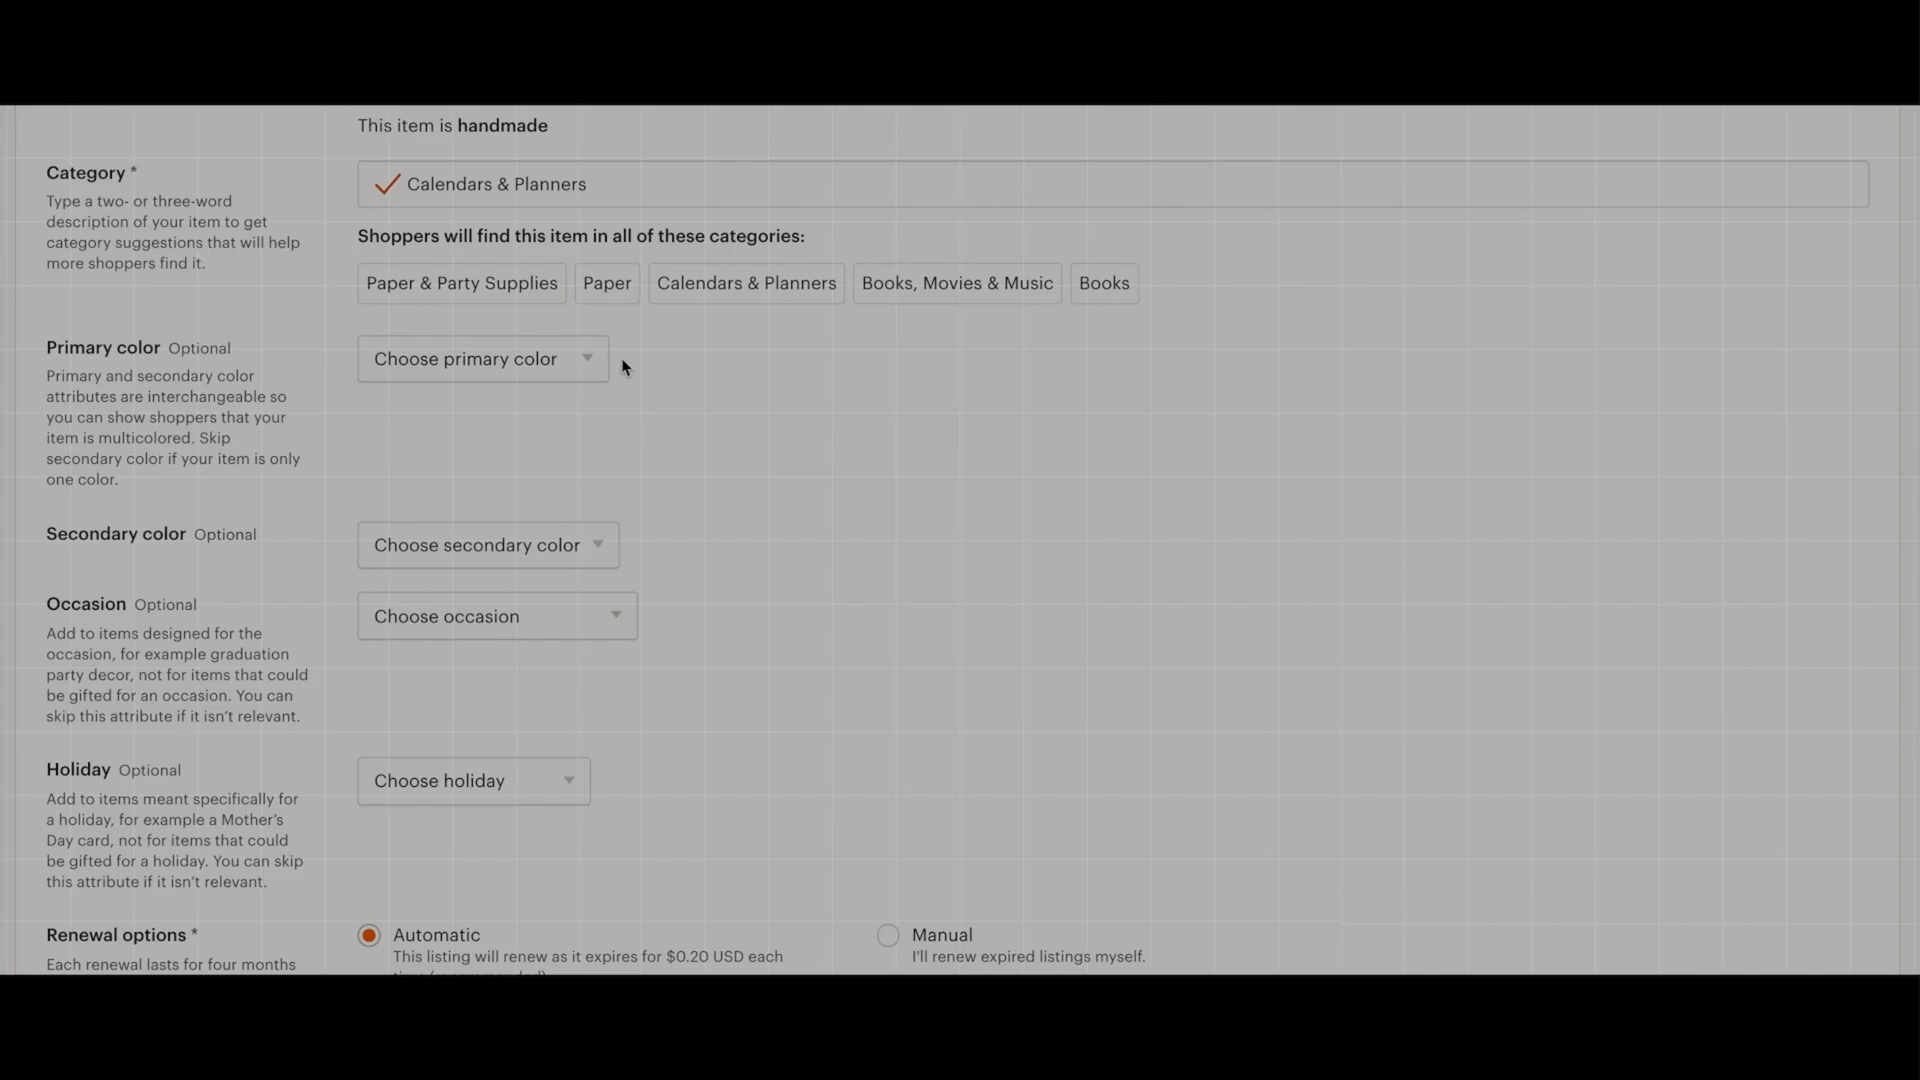 This item is handmade
Category *
Type a two- or three-word
description of your item to get
category suggestions that will help
more shoppers find it.
Calendars & Planners
Shoppers will find this item in all of these categories:
Paper & Party Supplies Paper Calendars & Planners Books, Movies & Music Books
Primary color Optional
Primary and secondary color
attributes are interchangeable so
you can show shoppers that your
item is multicolored. Skip
secondary color if your item is only
one color.
Choose primary color
Secondary color Optional
Choose secondary color
Occasion Optional
Add to items designed for the
occasion, for example graduation
party decor, not for items that could
be gifted for an occasion. You can
skip this attribute if it isn't relevant.
Choose occasion
Holiday Optional
Add to items meant specifically for
a holiday, for example a Mother's
Day card, not for items that could
be gifted for a holiday. You can skip
this attribute if it isn't relevant.
Choose holiday
Renewal options *
Each renewal lasts for four months
Automatic
This listing will renew as it expires for $0.20 USD each
Manual
I'll renew expired listings myself.